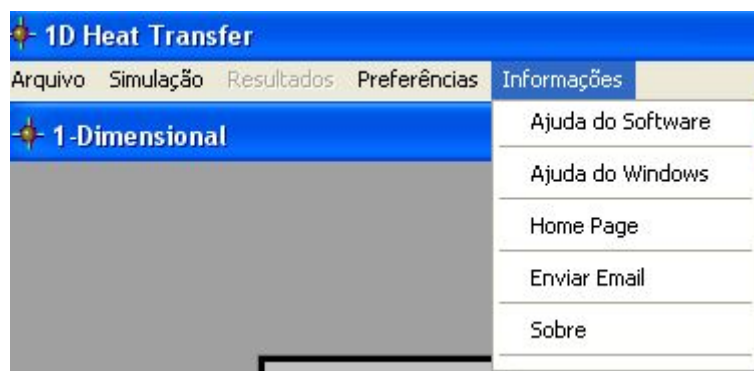 1D Heat Transfer
Arquivo Simulação Resultados Preferências Informações
1-Dimensional
Ajuda do Software
Ajuda do Windows
Home Page
Enviar Email
Sobre